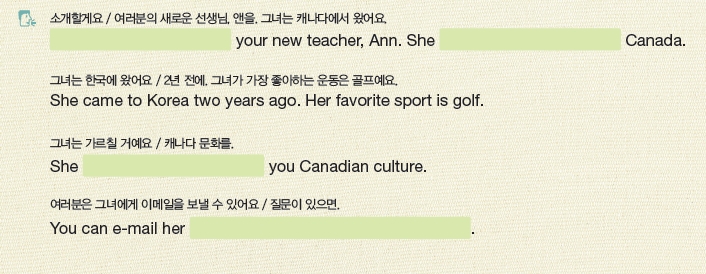 소개할게요 / 여러분의 새로운 선생님, 앤을. 그녀는 캐나다에서 왔어요.
your new teacher, Ann. She Canada.
그녀는 한국에 왔어요 / 2년 전에. 그녀가 가장 좋아하는 운동은 골프예요.
She came to Korea two years ago. Her favorite sport is golf.
그녀는 가르칠 거예요 / 캐나다 문화를.
She you Canadian culture.
여러분은 그녀에게 이메일을 보낼 수 있어요 / 질문이 있으면.
You can e-mail her .